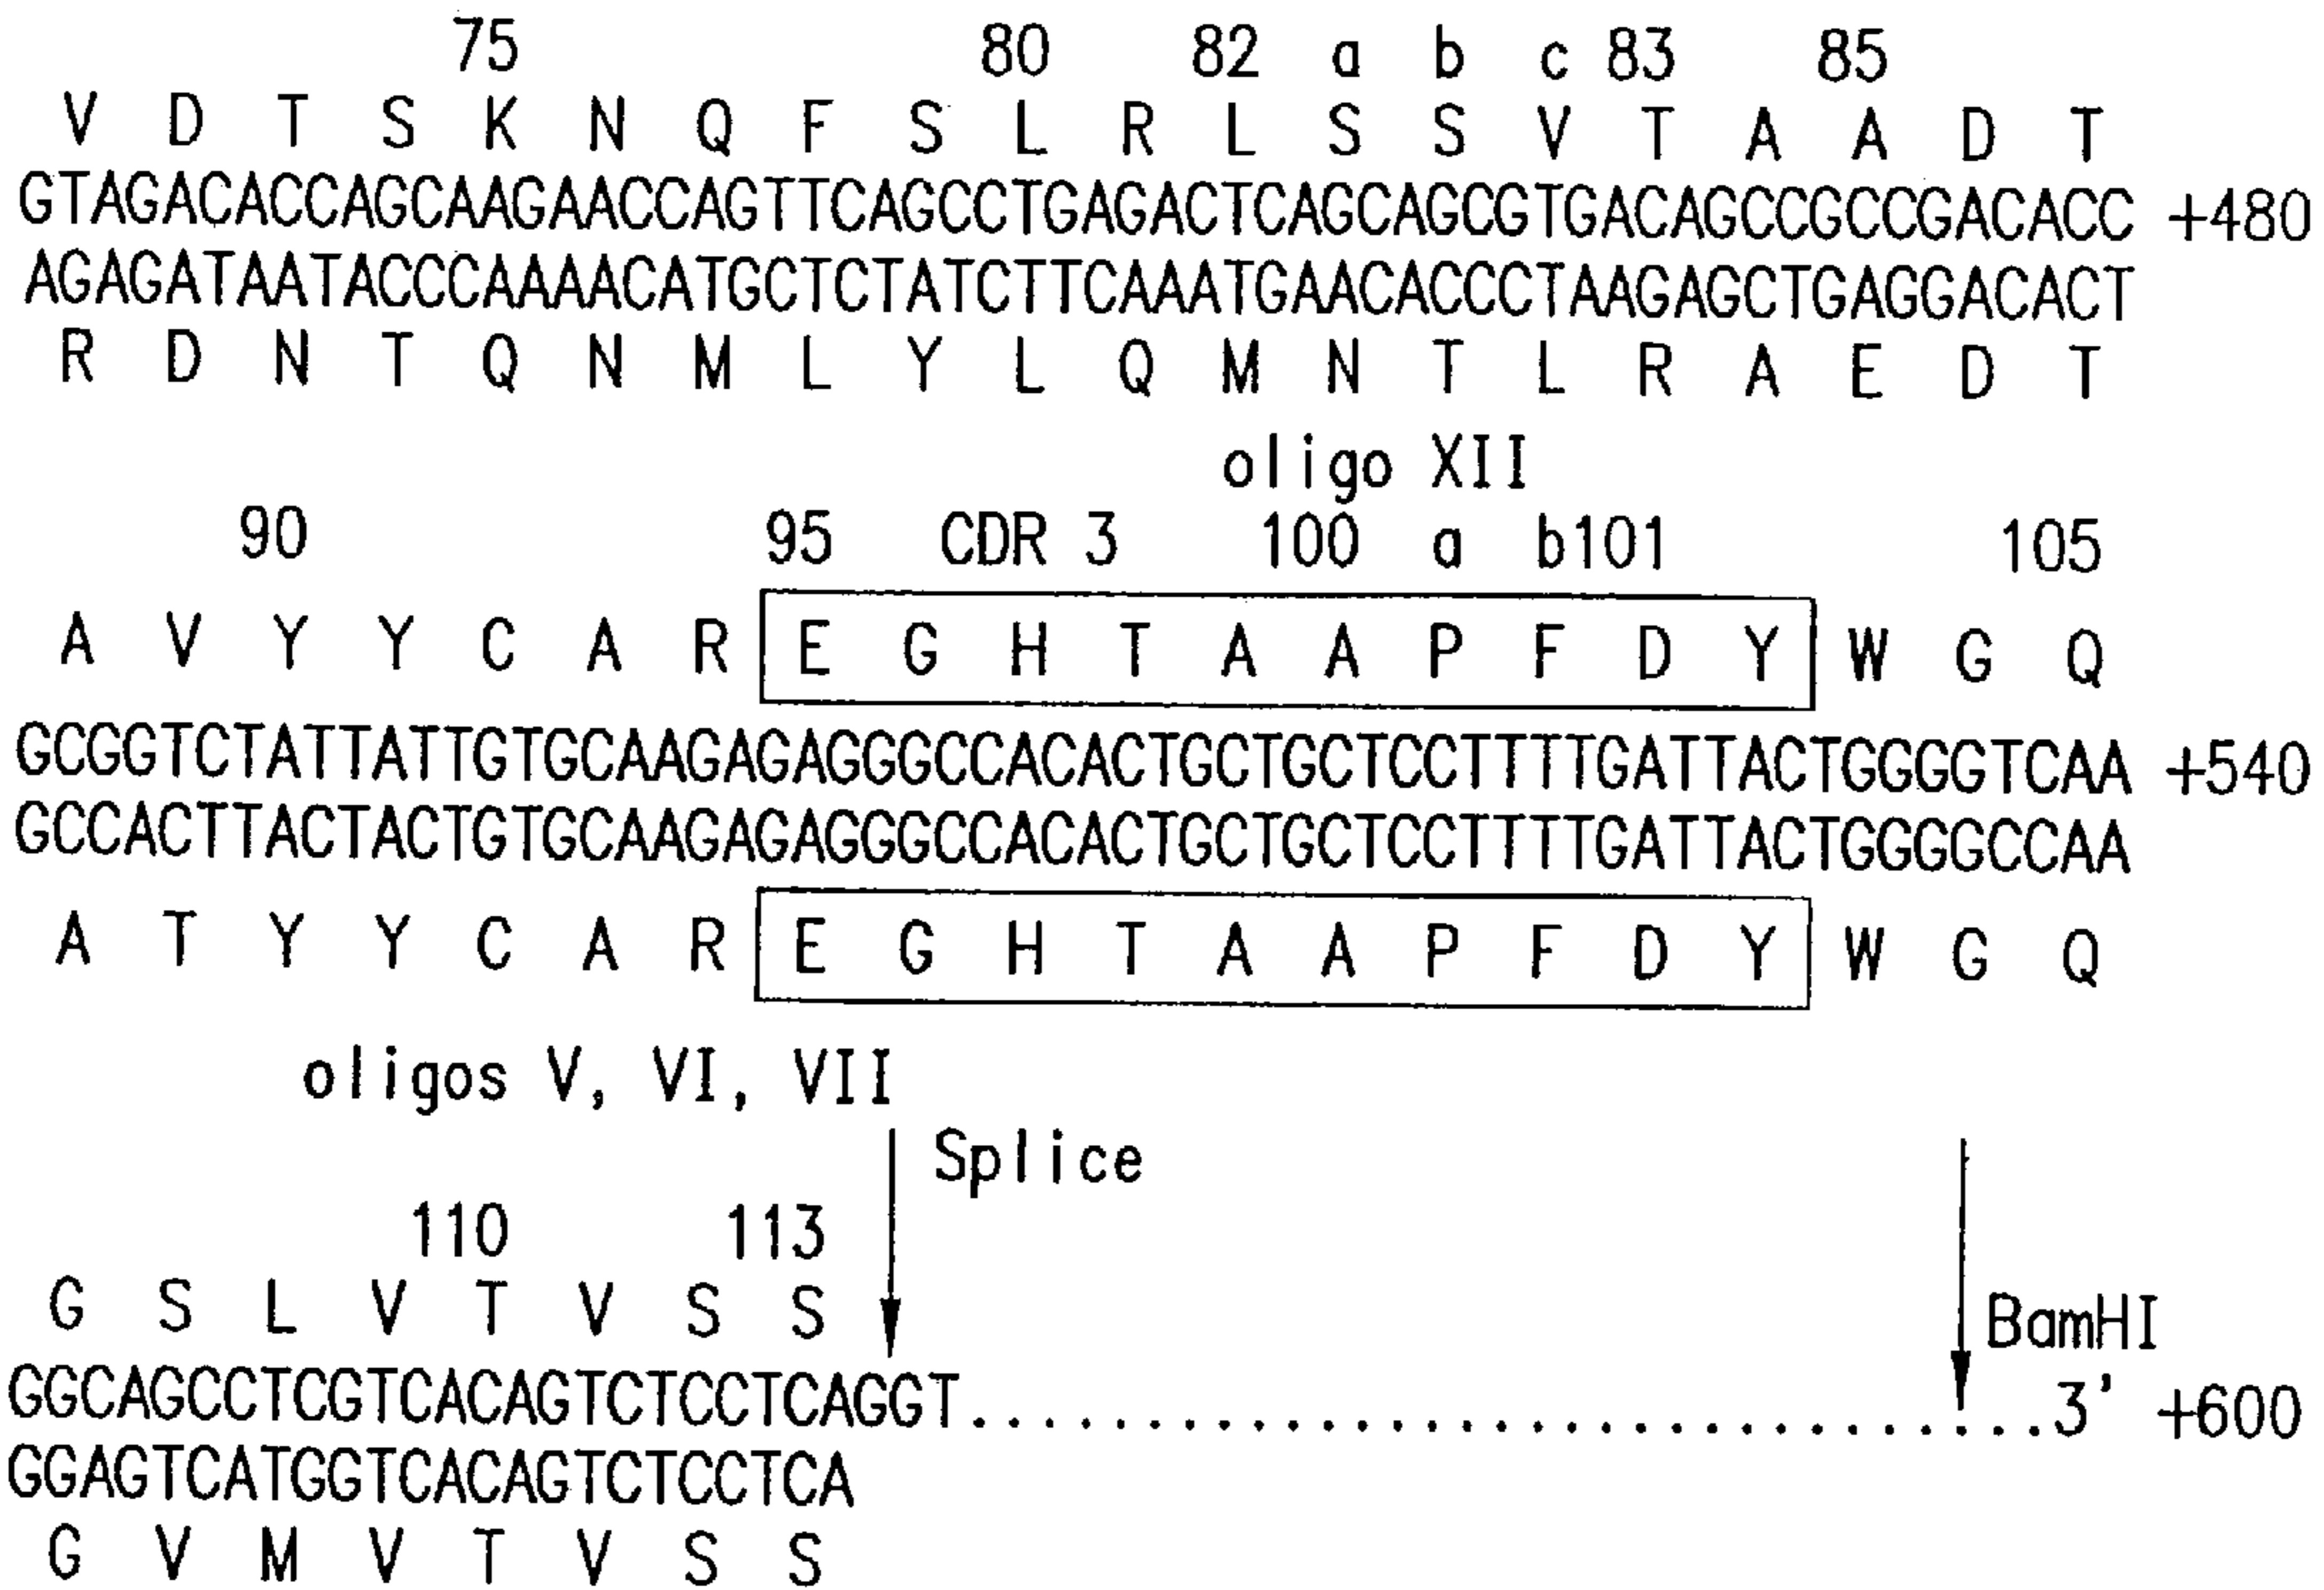 75 80 82 a b c 83 85
V D T S K N Q F S L R L S S V T A A D T
GTAGACACCAGCAAGAACCAGTTCAGCCTGAGACTCAGCAGCGTGACAGCCGCCGACACC +480
AGAGATAATACCCAAAACATGCTCTATCTTCAAATGAACACCCTAAGAGCTGAGGACACT
R D N T Q N M L Y L Q M N T L R A E D T
oligo XII
90 95 CDR 3 100 a b101 105
A V Y Y C A R E G H T A A P F D Y W G Q
GCGGTCTATTATTGTGCAAGAGAGGGCCACACTGCTGCTCCTTTTGATTACTGGGGTCAA +540
GCCACTTACTACTGTGCAAGAGAGGGCCACACTGCTGCTCCTTTTGATTACTGGGGCCAA
A T Y Y C A R E G H T A A P F D Y W G Q
oligos V, VI, VII
Splice
110 113
G S L V T V S S
BamHI
GGCAGCCTCGTCACAGTCTCCTCAGGT...............................3' +600
GGAGTCATGGTCACAGTCTCCTCA
G V M V T V S S